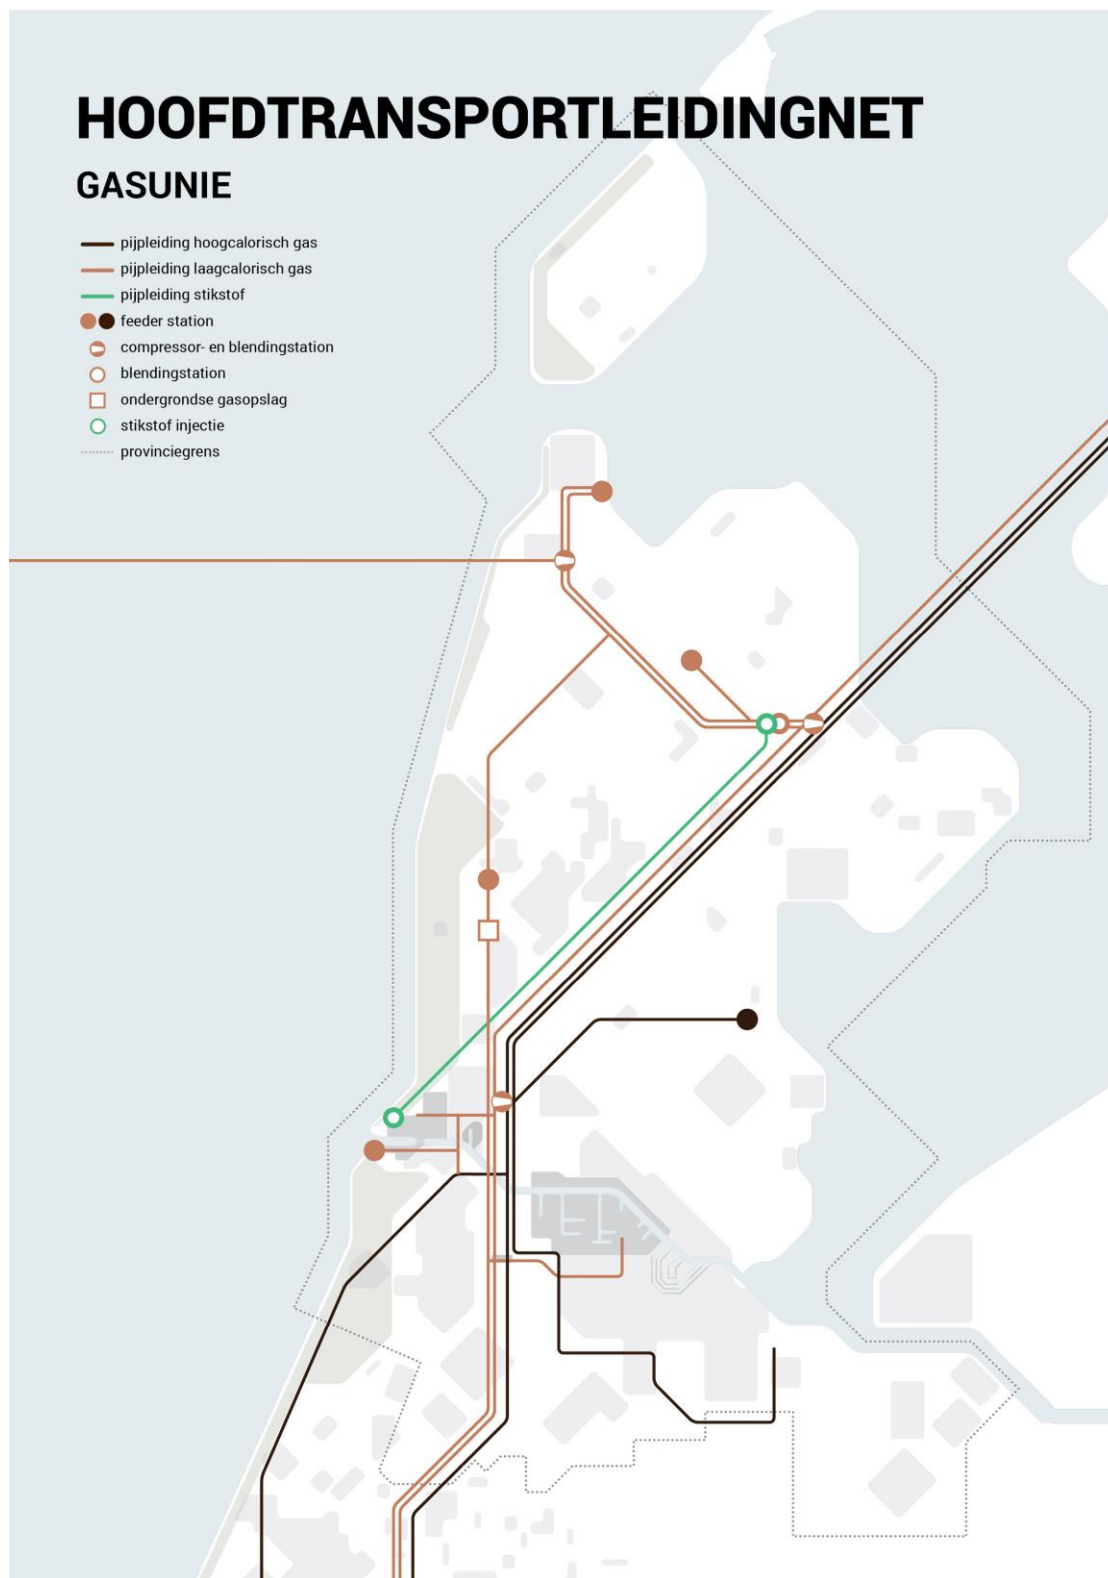 HOOFDTRANSPORTLEIDINGNET
GASUNIE
pijpleiding hoogcalorisch gas
pijpleiding laagcalorisch gas
pijpleiding stikstof
feeder station
compressor- en blendingstation
blendingstation
ondergrondse gasopslag
stikstof injectie
provinciegrens